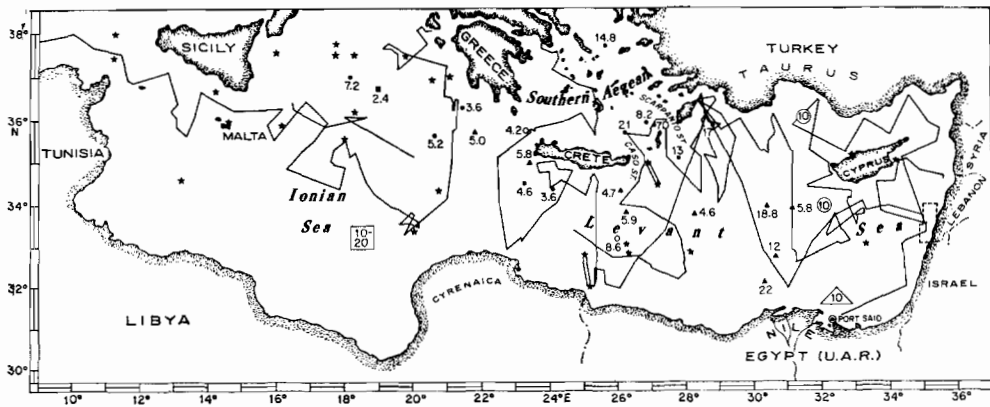 38°
36°
N
34°
32°
30°
SICILY
GREECE
14.8
TURKEY
TAURUS
7.2
2.4
3.6
Southern Aegean
SCARPANTO ST
8.2
10
MALTA
TUNISIA
5.2
5.0
4.2
21
CRETE
13
CYPRUS
SYRIA
5.8
Ionian
Sea
4.6
3.6
4.7
4.6
18.8
5.8
10
LEBANON
10-
20
5.9
8.6
Levant Sea
12
22
10
ISRAEL
CYRENAICA
LIBYA
NILE
PORT SAID
EGYPT (U.A.R.)
10°
12°
14°
16°
18°
20°
22°
24°E
26°
28°
30°
32°
34°
36°